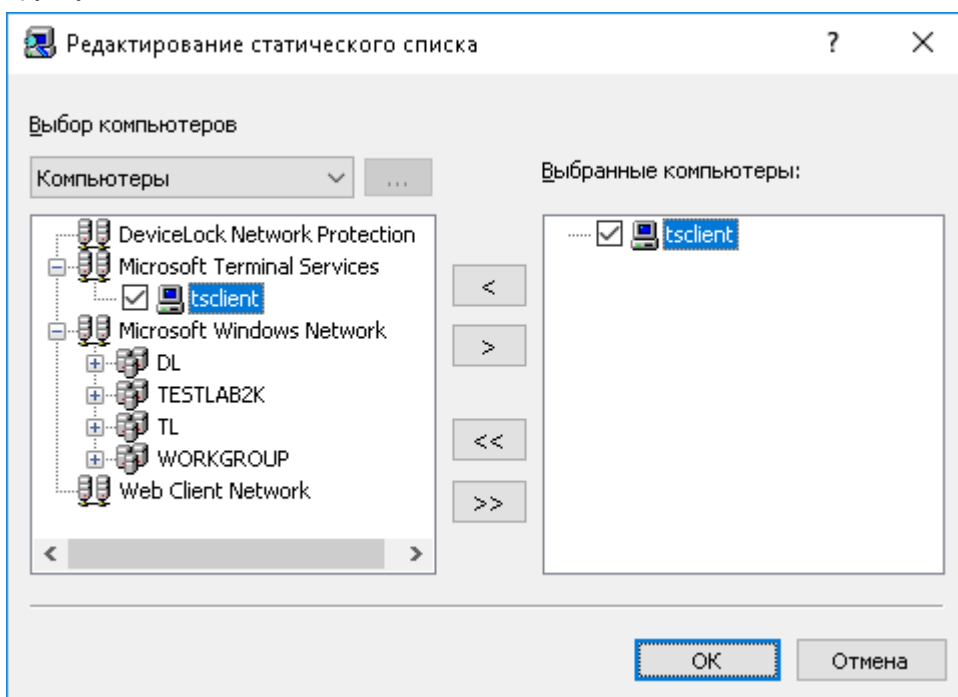 Редактирование статического списка
?
Выбор компьютеров
Компьютеры
...
DeviceLock Network Protection
Microsoft Terminal Services
tsclient
Microsoft Windows Network
DL
TESTLAB2K
TL
WORKGROUP
Web Client Network
<
>
<<
>>
Выбранные компьютеры:
tsclient
OK
Отмена